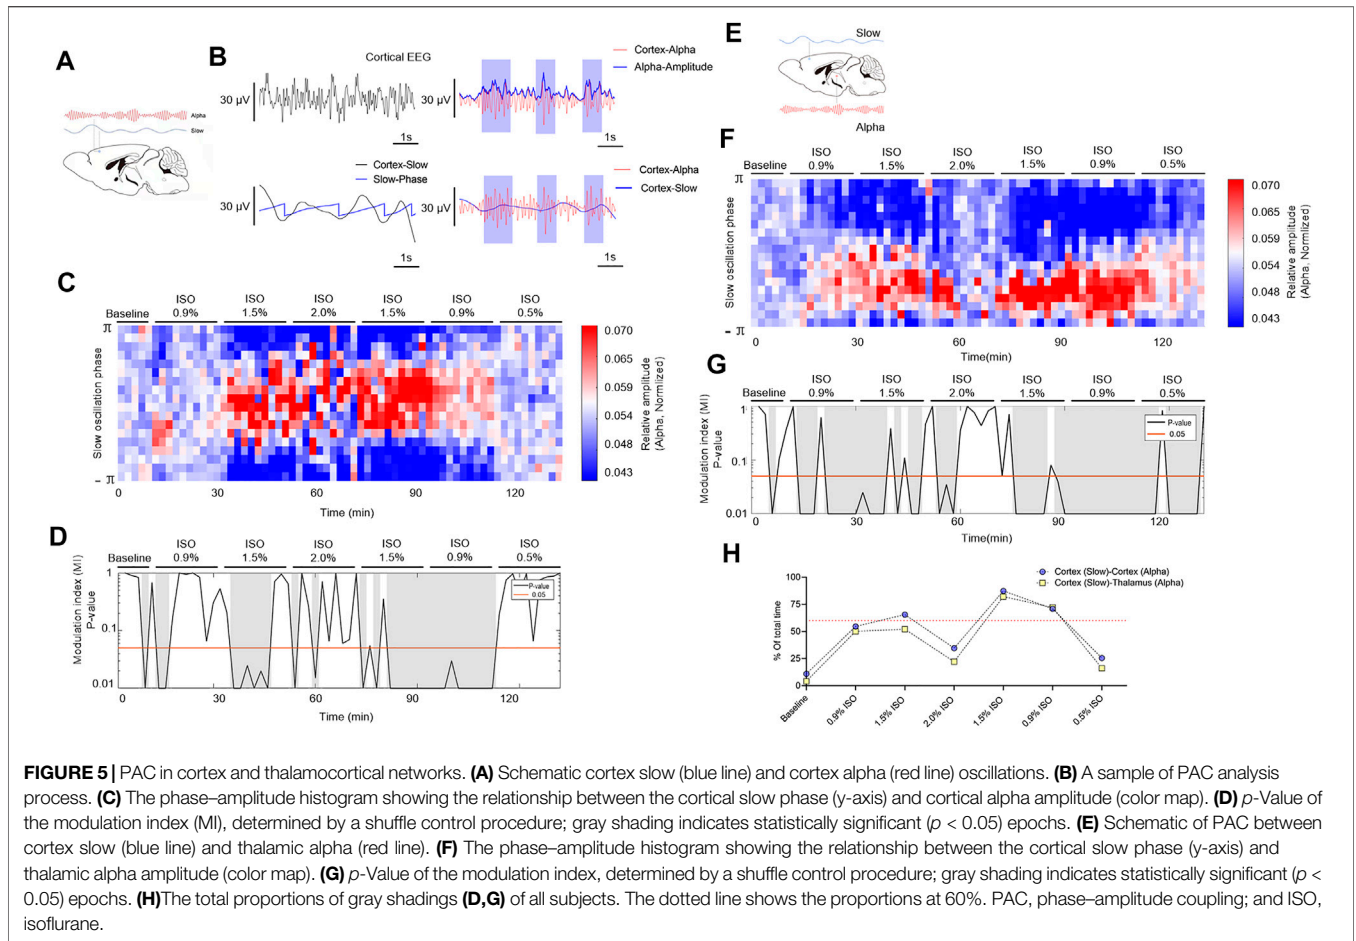 A
Alpha
Slow
B
Cortical EEG
30 µV
1s
Cortex-Alpha
Alpha-Amplitude
30 µV
1s
Cortex-Slow
Slow-Phase
30 µV
1s
Cortex-Alpha
Cortex-Slow
30 µV
1s
C
ISO ISO ISO ISO ISO ISO
Baseline 0.9% 1.5% 2.0% 1.5% 0.9% 0.5%
π
Slow oscillation phase
- π
0 30 60 90 120
Time (min)
0.070
0.065
0.059
0.054
0.048
0.043
Relative amplitude
(Alpha, Normlized)
D
ISO ISO ISO ISO ISO ISO
Baseline 0.9% 1.5% 2.0% 1.5% 0.9% 0.5%
Modulation index (MI)
P-value
1
0.1
0.01
P-value
0.05
0 30 60 90 120
Time (min)
E
Slow
Alpha
F
ISO ISO ISO ISO ISO ISO
Baseline 0.9% 1.5% 2.0% 1.5% 0.9% 0.5%
π
Slow oscillation phase
- π
0 30 60 90 120
Time(min)
0.070
0.065
0.059
0.054
0.048
0.043
Relative amplitude
(Alpha, Normlized)
G
ISO ISO ISO ISO ISO ISO
Baseline 0.9% 1.5% 2.0% 1.5% 0.9% 0.5%
Modulation index (MI)
P-value
1
0.1
0.01
P-value
0.05
0 30 60 90 120
Time(min)
H
Cortex (Slow)-Cortex (Alpha)
Cortex (Slow)-Thalamus (Alpha)
% Of total time
100
75
50
25
0
Baseline
0.9% ISO
1.5% ISO
2.0% ISO
1.5% ISO
0.9% ISO
0.5% ISO
FIGURE 5 | PAC in cortex and thalamocortical networks. (A) Schematic cortex slow (blue line) and cortex alpha (red line) oscillations. (B) A sample of PAC analysis
process. (C) The phase–amplitude histogram showing the relationship between the cortical slow phase (y-axis) and cortical alpha amplitude (color map). (D) p-Value of
the modulation index (MI), determined by a shuffle control procedure; gray shading indicates statistically significant (p < 0.05) epochs. (E) Schematic of PAC between
cortex slow (blue line) and thalamic alpha (red line). (F) The phase–amplitude histogram showing the relationship between the cortical slow phase (y-axis) and
thalamic alpha amplitude (color map). (G) p-Value of the modulation index, determined by a shuffle control procedure; gray shading indicates statistically significant (p <
0.05) epochs. (H)The total proportions of gray shadings (D,G) of all subjects. The dotted line shows the proportions at 60%. PAC, phase–amplitude coupling; and ISO,
isoflurane.